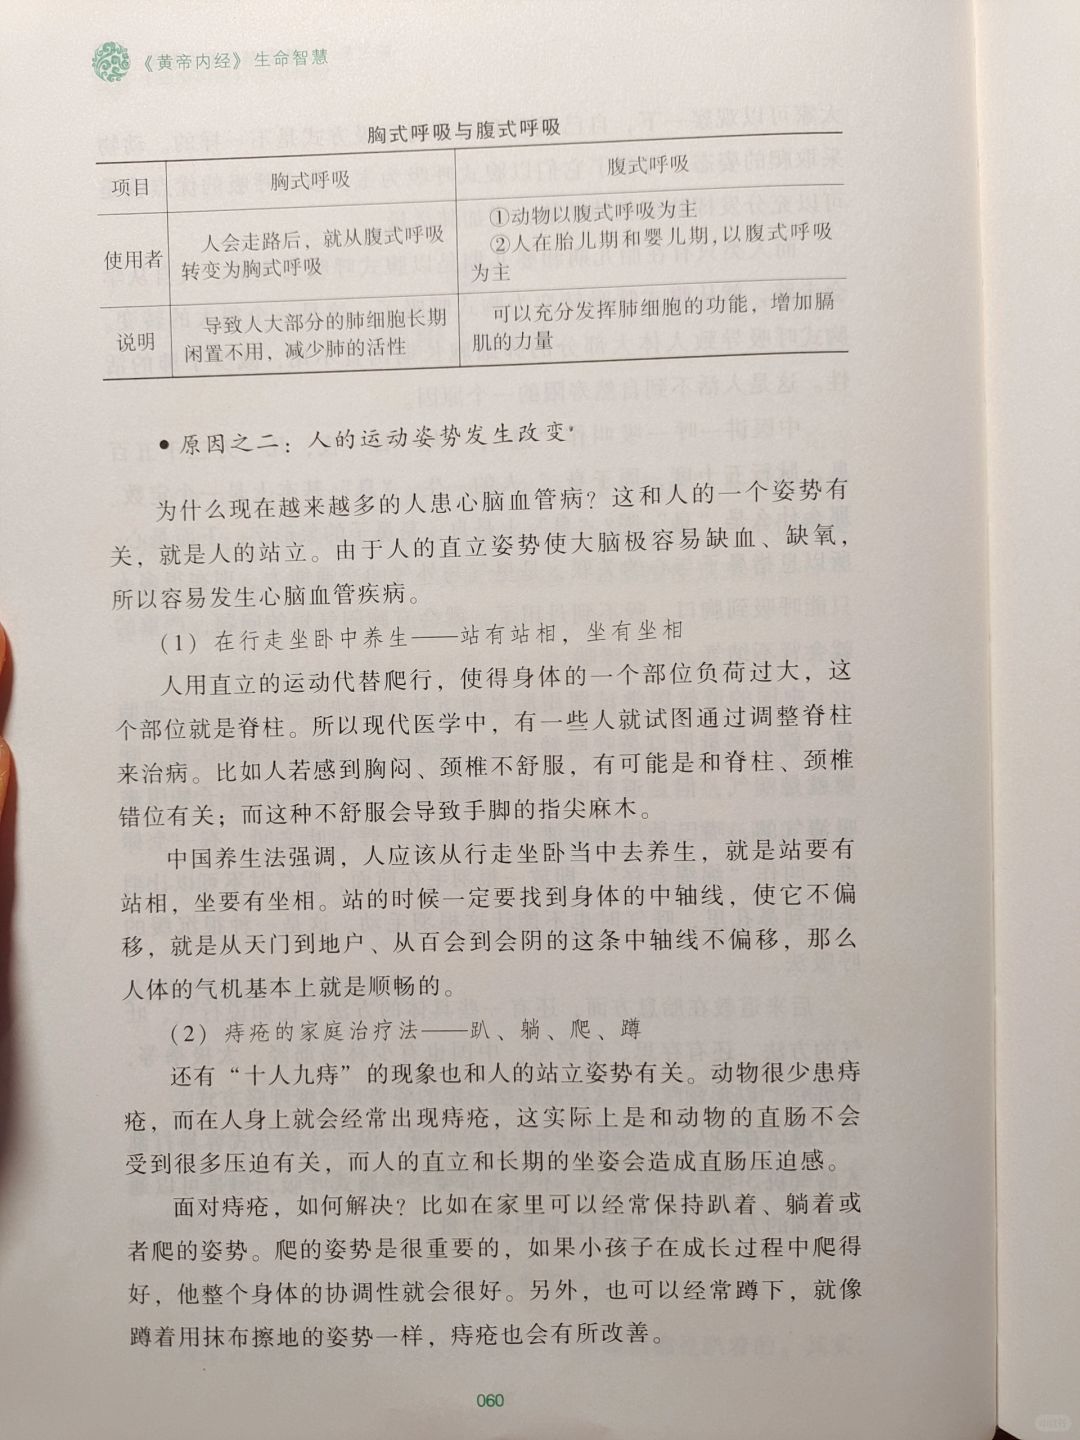 《黄帝内经》生命智慧
胸式呼吸与腹式呼吸
项目 胸式呼吸 腹式呼吸
使用者
人会走路后，就从腹式呼吸
转变为胸式呼吸
①动物以腹式呼吸为主
②人在胎儿期和婴儿期，以腹式呼吸
为主
说明
导致人大部分的肺细胞长期
闲置不用，减少肺的活性
可以充分发挥肺细胞的功能，增加膈
肌的力量
●原因之二：人的运动姿势发生改变
为什么现在越来越多的人患心脑血管病？这和人的一个姿势有
关，就是人的站立。由于人的直立姿势使大脑极容易缺血、缺氧，
所以容易发生心脑血管疾病。
（1）在行走坐卧中养生——站有站相，坐有坐相
人用直立的运动代替爬行，使得身体的一个部位负荷过大，这
个部位就是脊柱。所以现代医学中，有一些人就试图通过调整脊柱
来治病。比如人若感到胸闷、颈椎不舒服，有可能是和脊柱、颈椎
错位有关；而这种不舒服会导致手脚的指尖麻木。
中国养生法强调，人应该从行走坐卧当中去养生，就是站要有
站相，坐要有坐相。站的时候一定要找到身体的中轴线，使它不偏
移，就是从天门到地户、从百会到会阴的这条中轴线不偏移，那么
人体的气机基本上就是顺畅的。
（2）痔疮的家庭治疗法——趴、躺、爬、蹲
还有“十人九痔”的现象也和人的站立姿势有关。动物很少患痔
疮，而在人身上就会经常出现痔疮，这实际上是和动物的直肠不会
受到很多压迫有关，而人的直立和长期的坐姿会造成直肠压迫感。
面对痔疮，如何解决？比如在家里可以经常保持趴着、躺着或
者爬的姿势。爬的姿势是很重要的，如果小孩子在成长过程中爬得
好，他整个身体的协调性就会很好。另外，也可以经常蹲下，就像
蹲着用抹布擦地的姿势一样，痔疮也会有所改善。
060